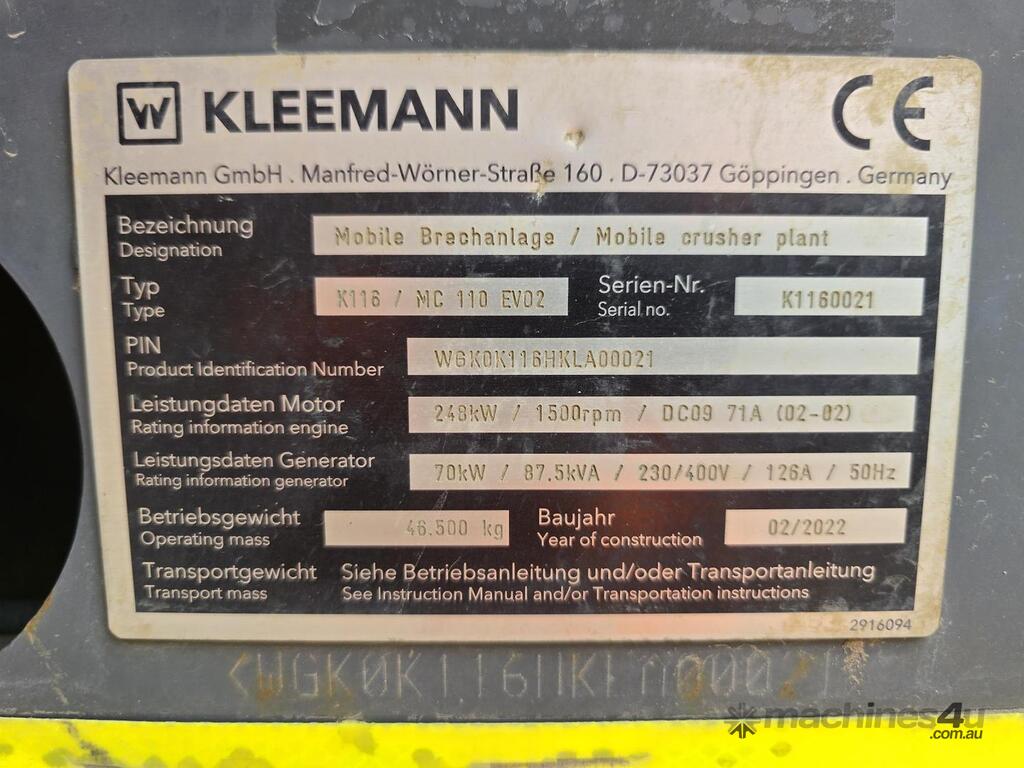 W KLEEMANN CE
Kleemann GmbH . Manfred-Wörner-Straße 160 . D-73037 Göppingen . Germany
Bezeichnung
Designation
Mobile Brechanlage / Mobile crusher plant
Typ
Type
K116 / MC 110 EVO2
Serien-Nr.
Serial no.
K1160021
PIN
Product Identification Number
WGK0K116HKLA00021
Leistungdaten Motor
Rating information engine
248kW / 1500rpm / DC09 71A (02-02)
Leistungsdaten Generator
Rating information generator
70kW / 87.5kVA / 230/400V / 126A / 50Hz
Betriebsgewicht
Operating mass
46.500 kg
Baujahr
Year of construction
02/2022
Transportgewicht
Transport mass
Siehe Betriebsanleitung und/oder Transportanleitung
See Instruction Manual and/or Transportation instructions
2916094
machines4u
.com.au